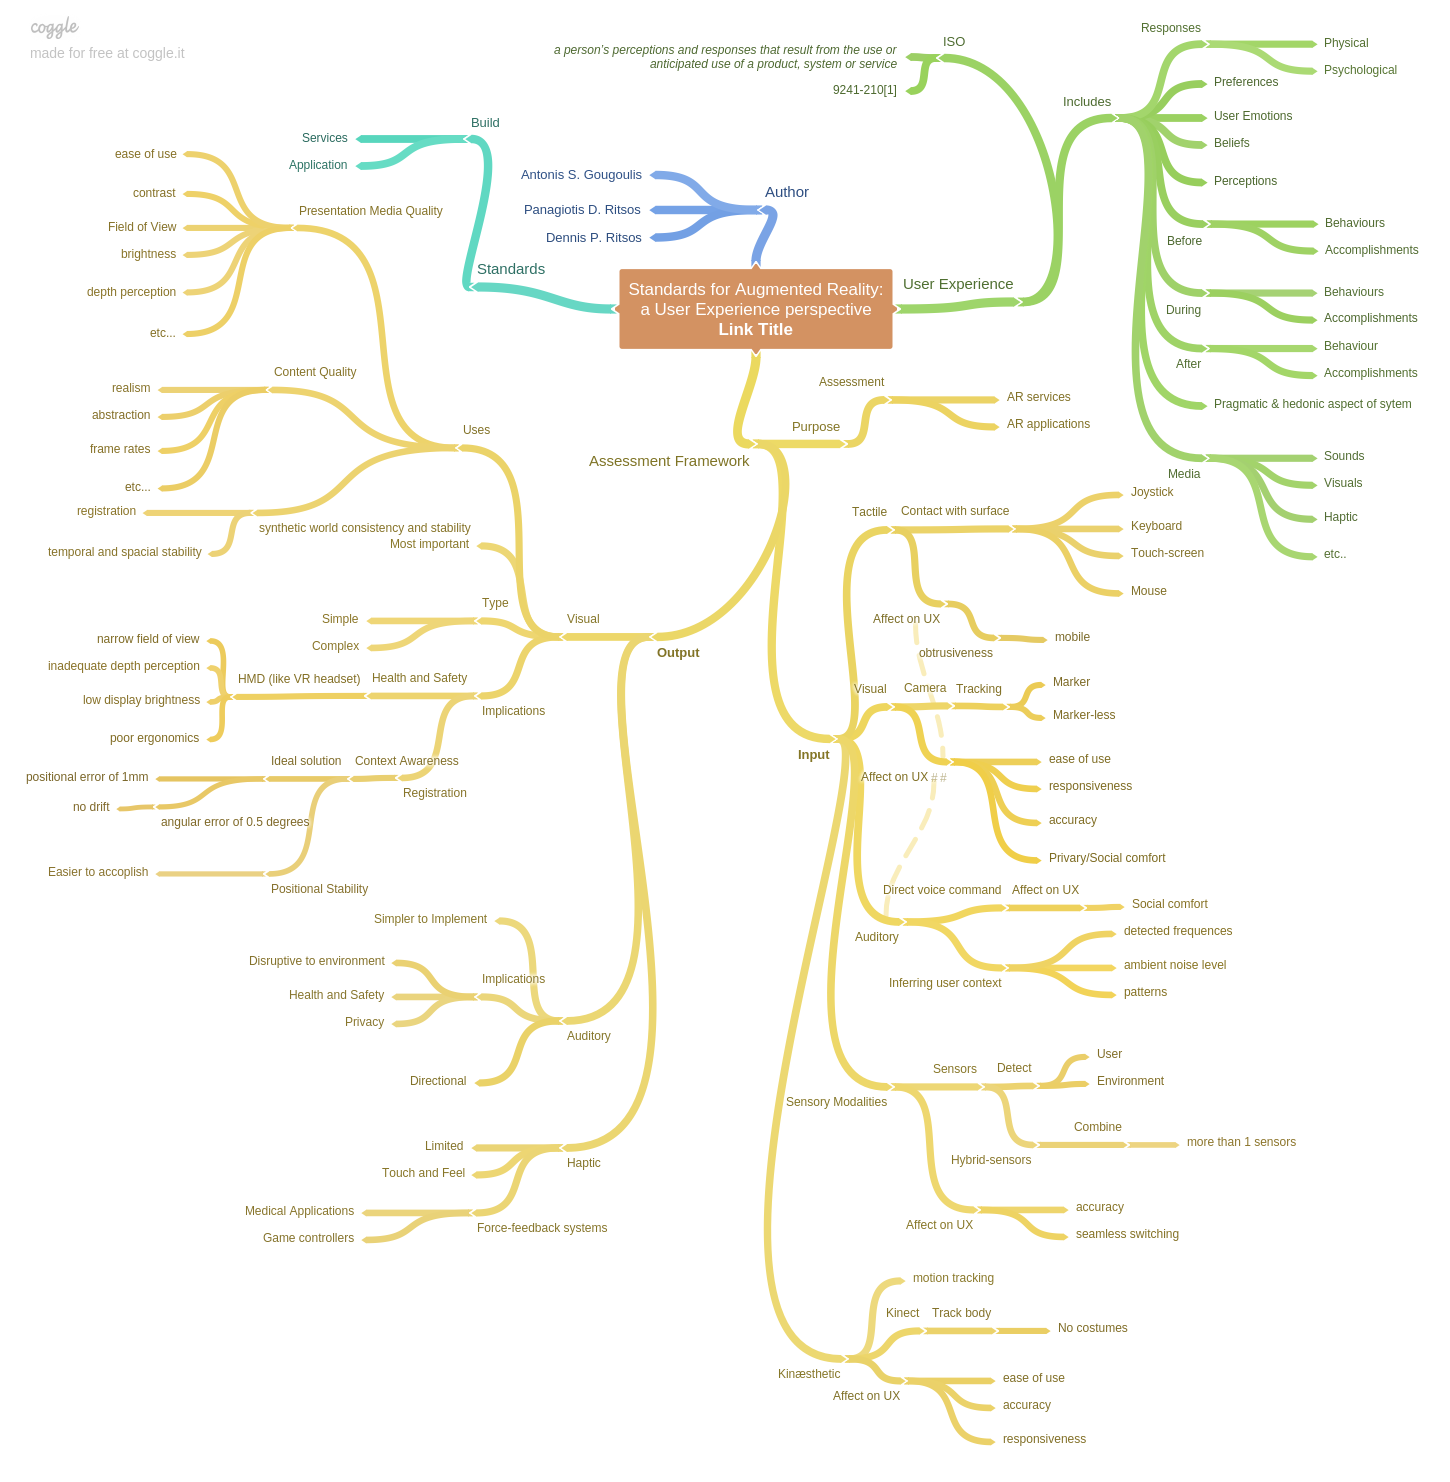 coggle
made for free at coggle.it
Standards for Augmented Reality:
a User Experience perspective
Link Title
Author
Antonis S. Gougoulis
Panagiotis D. Ritsos
Dennis P. Ritsos
Standards
Build
Services
Application
User Experience
ISO
a person's perceptions and responses that result from the use or
anticipated use of a product, system or service
9241-210[1]
Includes
Responses
Physical
Psychological
Preferences
User Emotions
Beliefs
Perceptions
Before
Behaviours
Accomplishments
During
Behaviours
Accomplishments
After
Behaviour
Accomplishments
Pragmatic & hedonic aspect of sytem
Media
Sounds
Visuals
Haptic
etc..
Assessment Framework
Purpose
Assessment
AR services
AR applications
Input
Tactile
Contact with surface
Joystick
Keyboard
Touch-screen
Mouse
Affect on UX
obtrusiveness
mobile
Visual
Camera
Tracking
Marker
Marker-less
Affect on UX
# #
ease of use
responsiveness
accuracy
Privary/Social comfort
Auditory
Direct voice command
Affect on UX
Social comfort
Inferring user context
detected frequences
ambient noise level
patterns
Sensory Modalities
Sensors
Detect
User
Environment
Hybrid-sensors
Combine
more than 1 sensors
Affect on UX
accuracy
seamless switching
Kinæsthetic
motion tracking
Kinect
Track body
No costumes
Affect on UX
ease of use
accuracy
responsiveness
Output
Visual
Uses
Presentation Media Quality
ease of use
contrast
Field of View
brightness
depth perception
etc...
Content Quality
realism
abstraction
frame rates
etc...
synthetic world consistency and stability
registration
temporal and spacial stability
Most important
Type
Simple
Complex
Implications
Health and Safety
HMD (like VR headset)
narrow field of view
inadequate depth perception
low display brightness
poor ergonomics
Registration
Context Awareness
Ideal solution
positional error of 1mm
angular error of 0.5 degrees
no drift
Positional Stability
Easier to accoplish
Auditory
Simpler to Implement
Implications
Disruptive to environment
Health and Safety
Privacy
Directional
Haptic
Limited
Touch and Feel
Force-feedback systems
Medical Applications
Game controllers